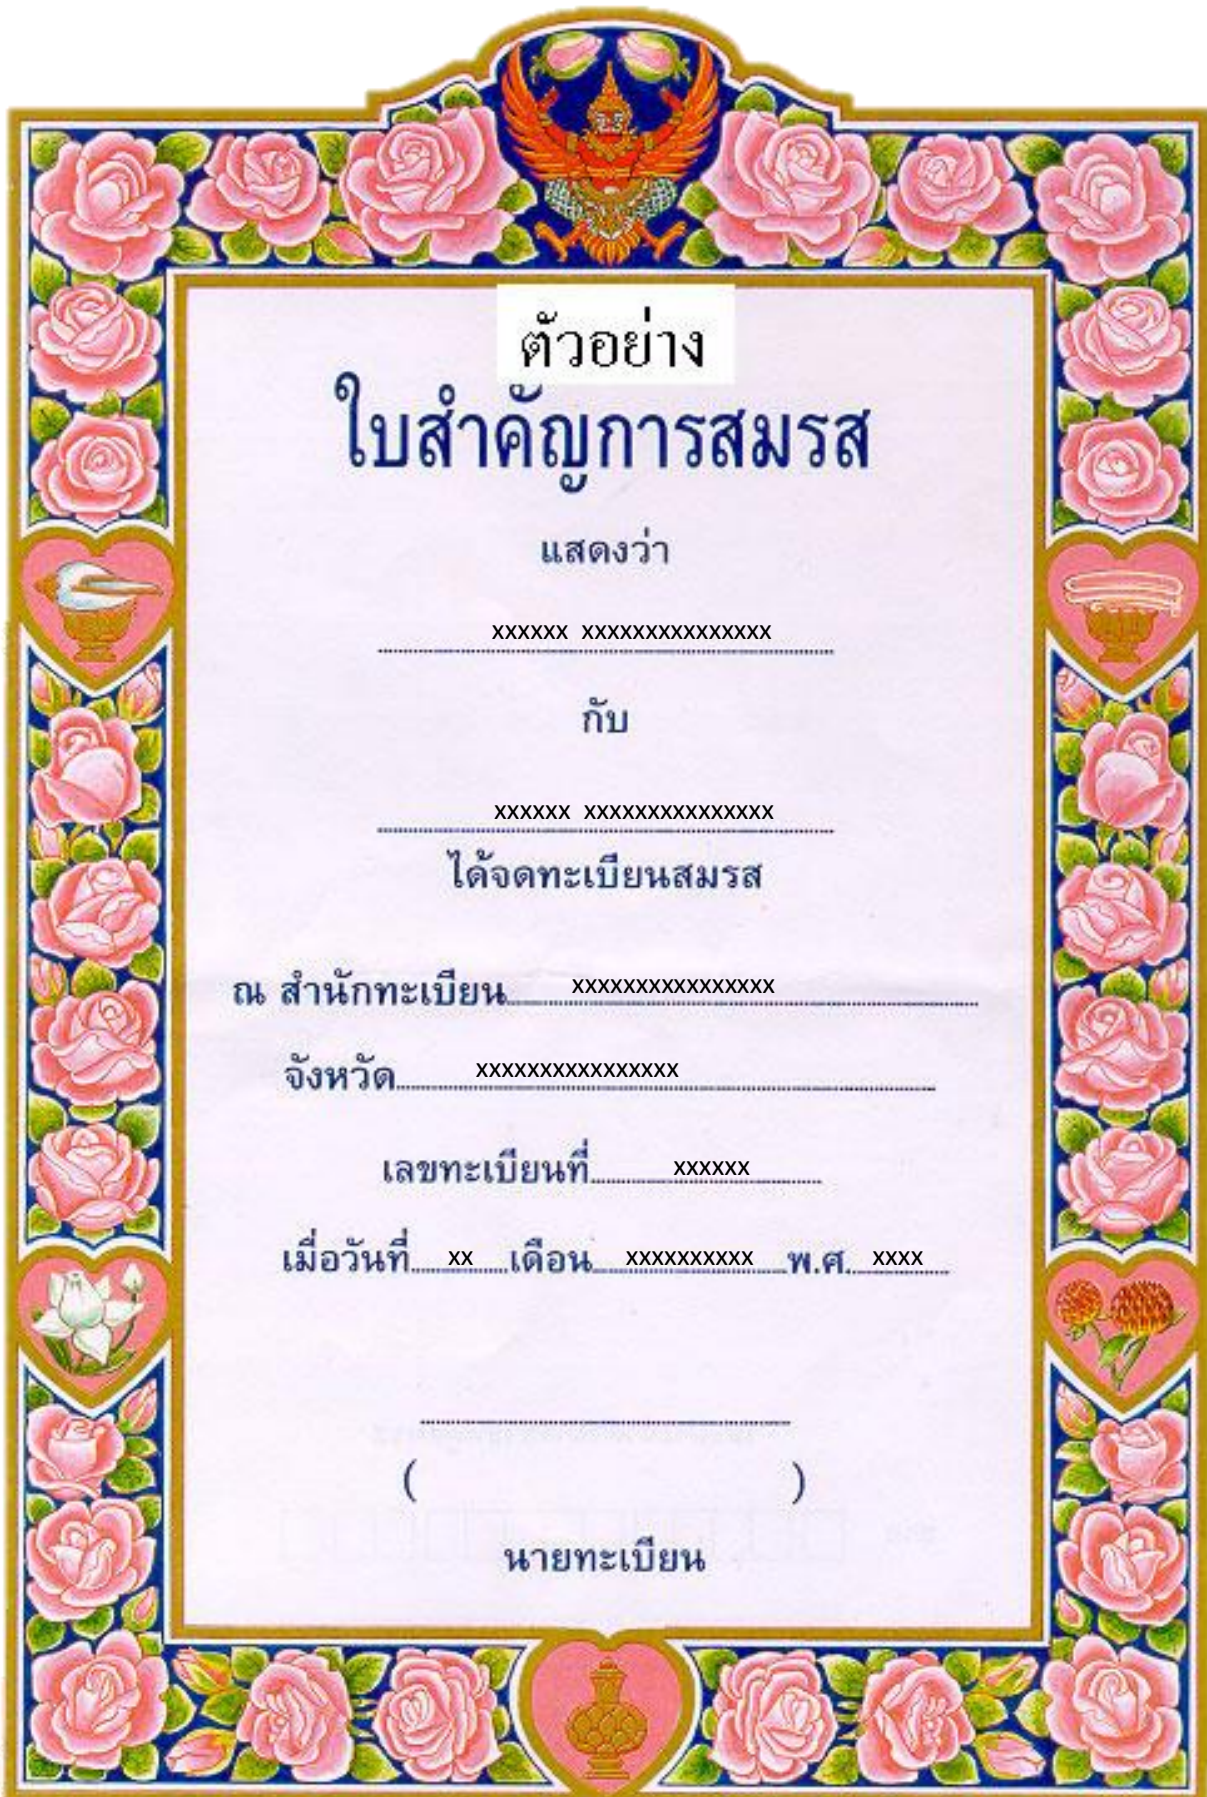 ตัวอย่าง
ใบสำคัญการสมรส
แสดงว่า
xxxxxx xxxxxxxxxxxxxxx
กับ
xxxxxx xxxxxxxxxxxxxxx
ได้จดทะเบียนสมรส
ณ สำนักทะเบียน xxxxxxxxxxxxxxxx
จังหวัด xxxxxxxxxxxxxxxx
เลขทะเบียนที่ xxxxxx
เมื่อวันที่ xx เดือน xxxxxxxxxx พ.ศ. xxxx
( )
นายทะเบียน